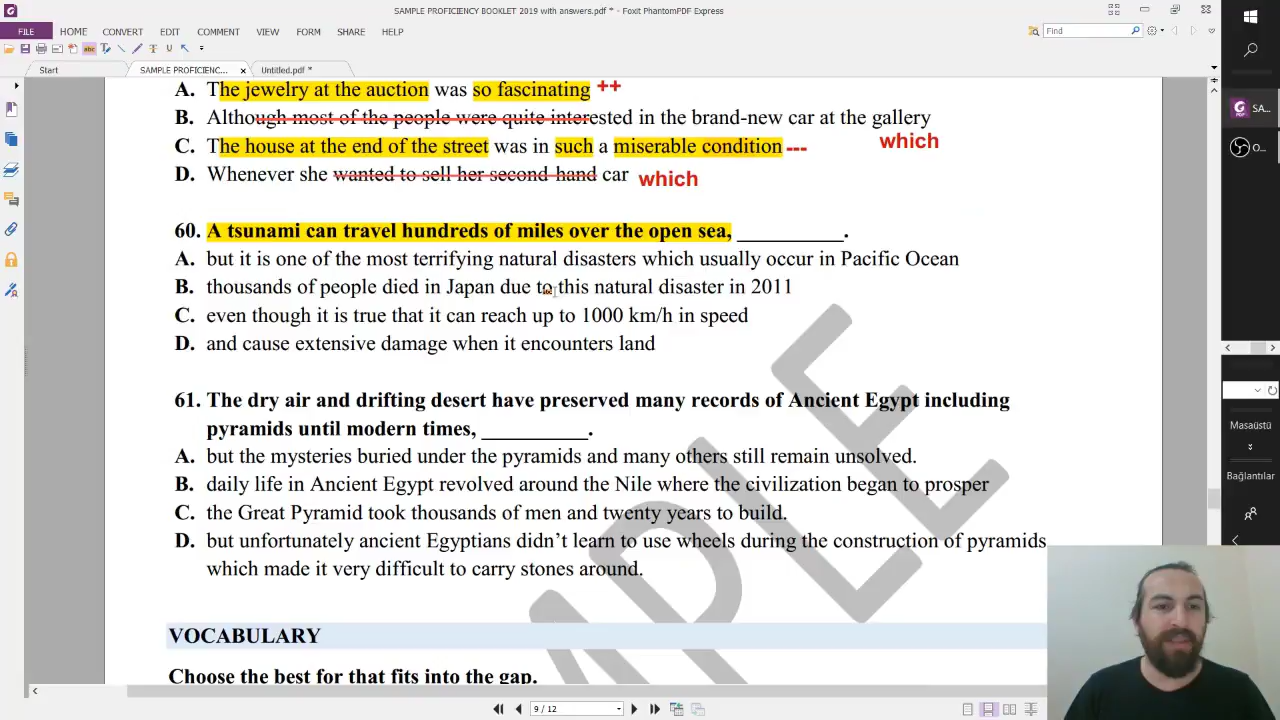 SAMPLE PROFICIENCY BOOKLET 2019 with answers.pdf * - Foxit PhantomPDF Express
FILE HOME CONVERT EDIT COMMENT VIEW FORM SHARE HELP
Find
Start SAMPLE PROFICIENC... Untitled.pdf *
A. The jewelry at the auction was so fascinating ++
B. Although most of the people were quite interested in the brand-new car at the gallery
which
C. The house at the end of the street was in such a miserable condition ---
D. Whenever she wanted to sell her second-hand car which
60. A tsunami can travel hundreds of miles over the open sea, __________.
A. but it is one of the most terrifying natural disasters which usually occur in Pacific Ocean
B. thousands of people died in Japan due to this natural disaster in 2011
C. even though it is true that it can reach up to 1000 km/h in speed
D. and cause extensive damage when it encounters land
61. The dry air and drifting desert have preserved many records of Ancient Egypt including
pyramids until modern times, __________.
A. but the mysteries buried under the pyramids and many others still remain unsolved.
B. daily life in Ancient Egypt revolved around the Nile where the civilization began to prosper
C. the Great Pyramid took thousands of men and twenty years to build.
D. but unfortunately ancient Egyptians didn't learn to use wheels during the construction of pyramids
which made it very difficult to carry stones around.
VOCABULARY
Choose the best for that fits into the gap.
9 / 12
SA...
O...
Masaüstü
Bağlantılar